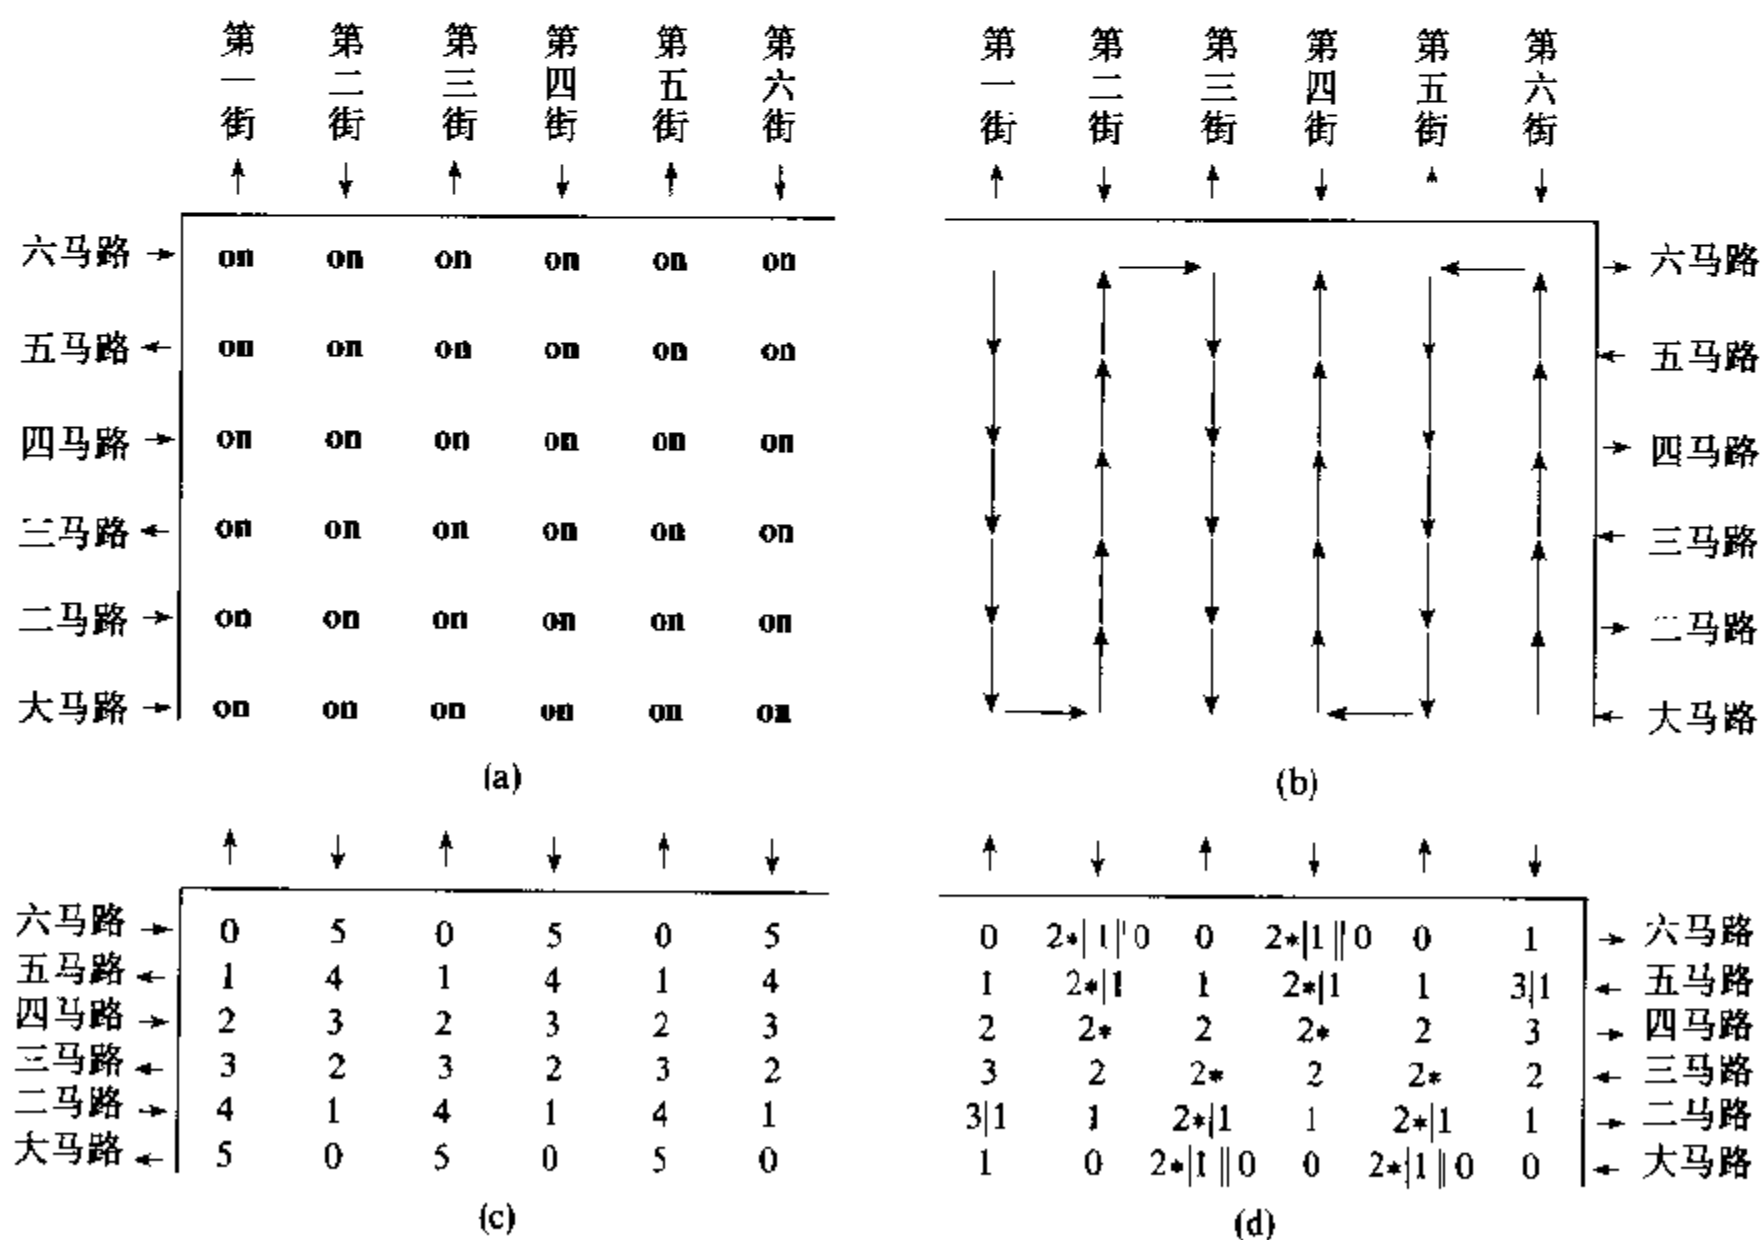 第一街 第二街 第三街 第四街 第五街 第六街
↑ ↓ ↑ ↓ ↑ ↓
六马路 → on on on on on on
五马路 ← on on on on on on
四马路 → on on on on on on
三马路 ← on on on on on on
二马路 → on on on on on on
大马路 → on on on on on on
(a)
第一街 第二街 第三街 第四街 第五街 第六街
↑ ↓ ↑ ↓ ↑ ↓
→ 六马路
← 五马路
→ 四马路
← 三马路
→ 二马路
← 大马路
(b)
↑ ↓ ↑ ↓ ↑ ↓
六马路 → 0 5 0 5 0 5
五马路 ← 1 4 1 4 1 4
四马路 → 2 3 2 3 2 3
三马路 ← 3 2 3 2 3 2
二马路 → 4 1 4 1 4 1
大马路 ← 5 0 5 0 5 0
(c)
↑ ↓ ↑ ↓ ↑ ↓
0 2*|1||0 0 2*|1||0 0 1 → 六马路
1 2*|1 1 2*|1 1 3|1 ← 五马路
2 2* 2 2* 2 3 → 四马路
3 2 2* 2 2* 2 ← 三马路
3|1 1 2*|1 1 2*|1 1 → 二马路
1 0 2*|1||0 0 2*|1||0 0 ← 大马路
(d)